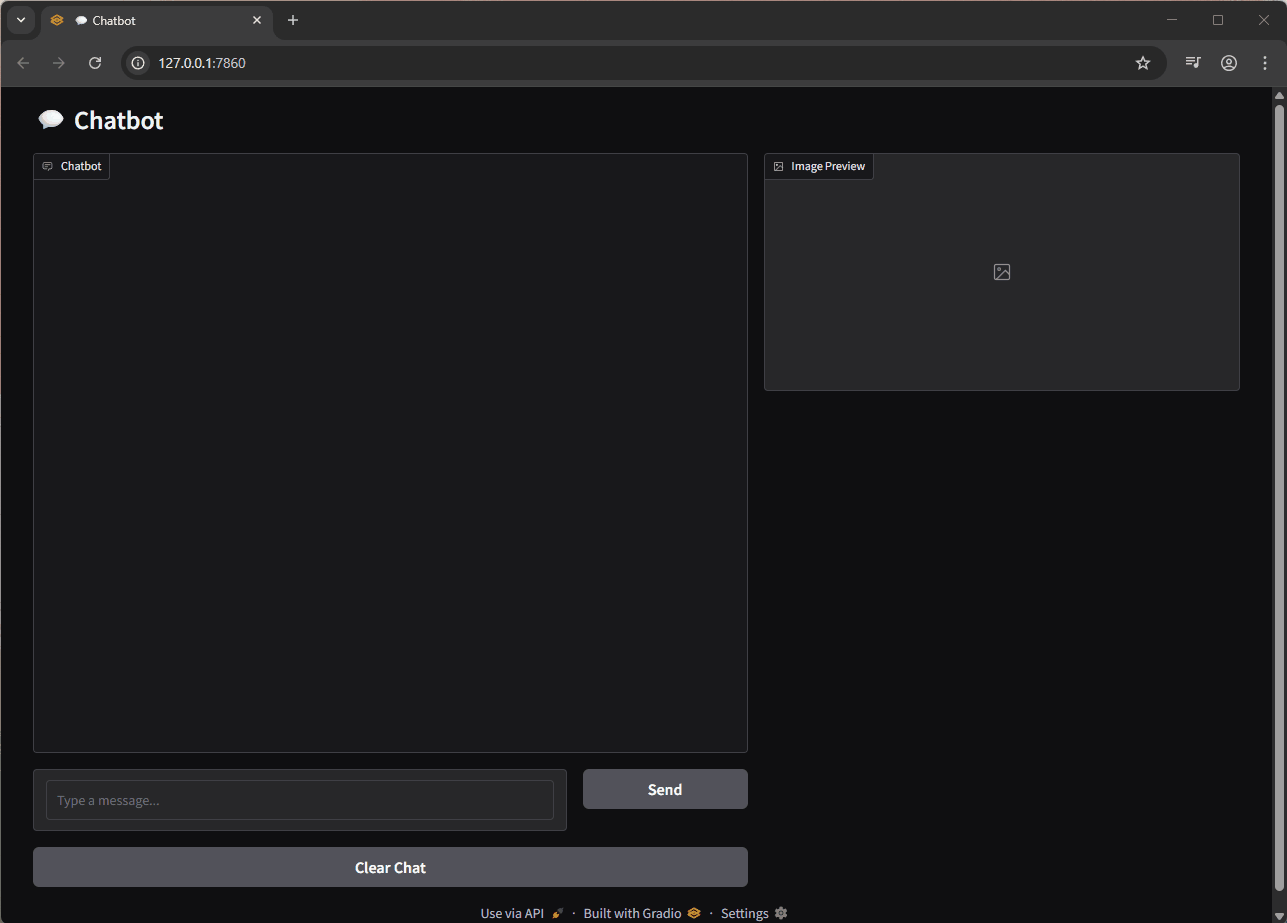 Chatbot
127.0.0.1:7860
Chatbot
Chatbot
Image Preview
Type a message...
Send
Clear Chat
Use via API · Built with Gradio · Settings